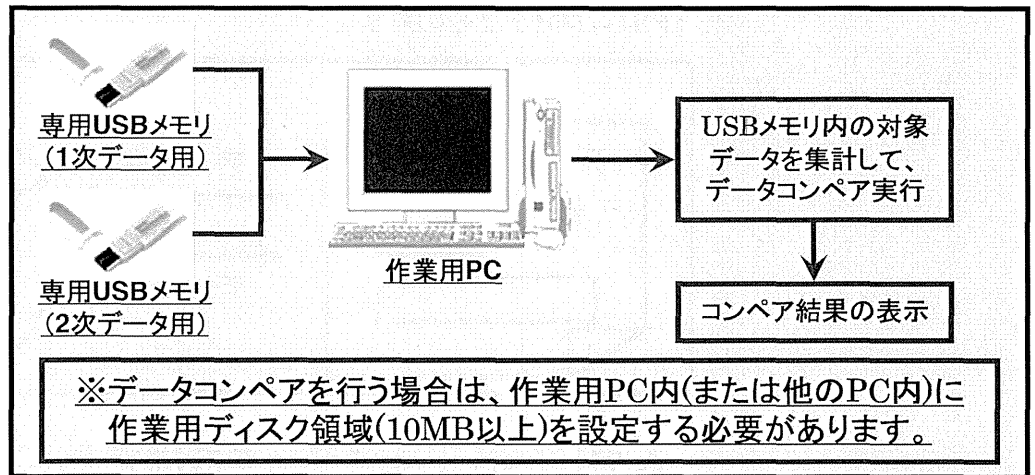 専用USBメモリ
(1次データ用)
専用USBメモリ
(2次データ用)
作業用PC
USBメモリ内の対象
データを集計して、
データコンペア実行
コンペア結果の表示
※データコンペアを行う場合は、作業用PC内(または他のPC内)に
作業用ディスク領域(10MB以上)を設定する必要があります。